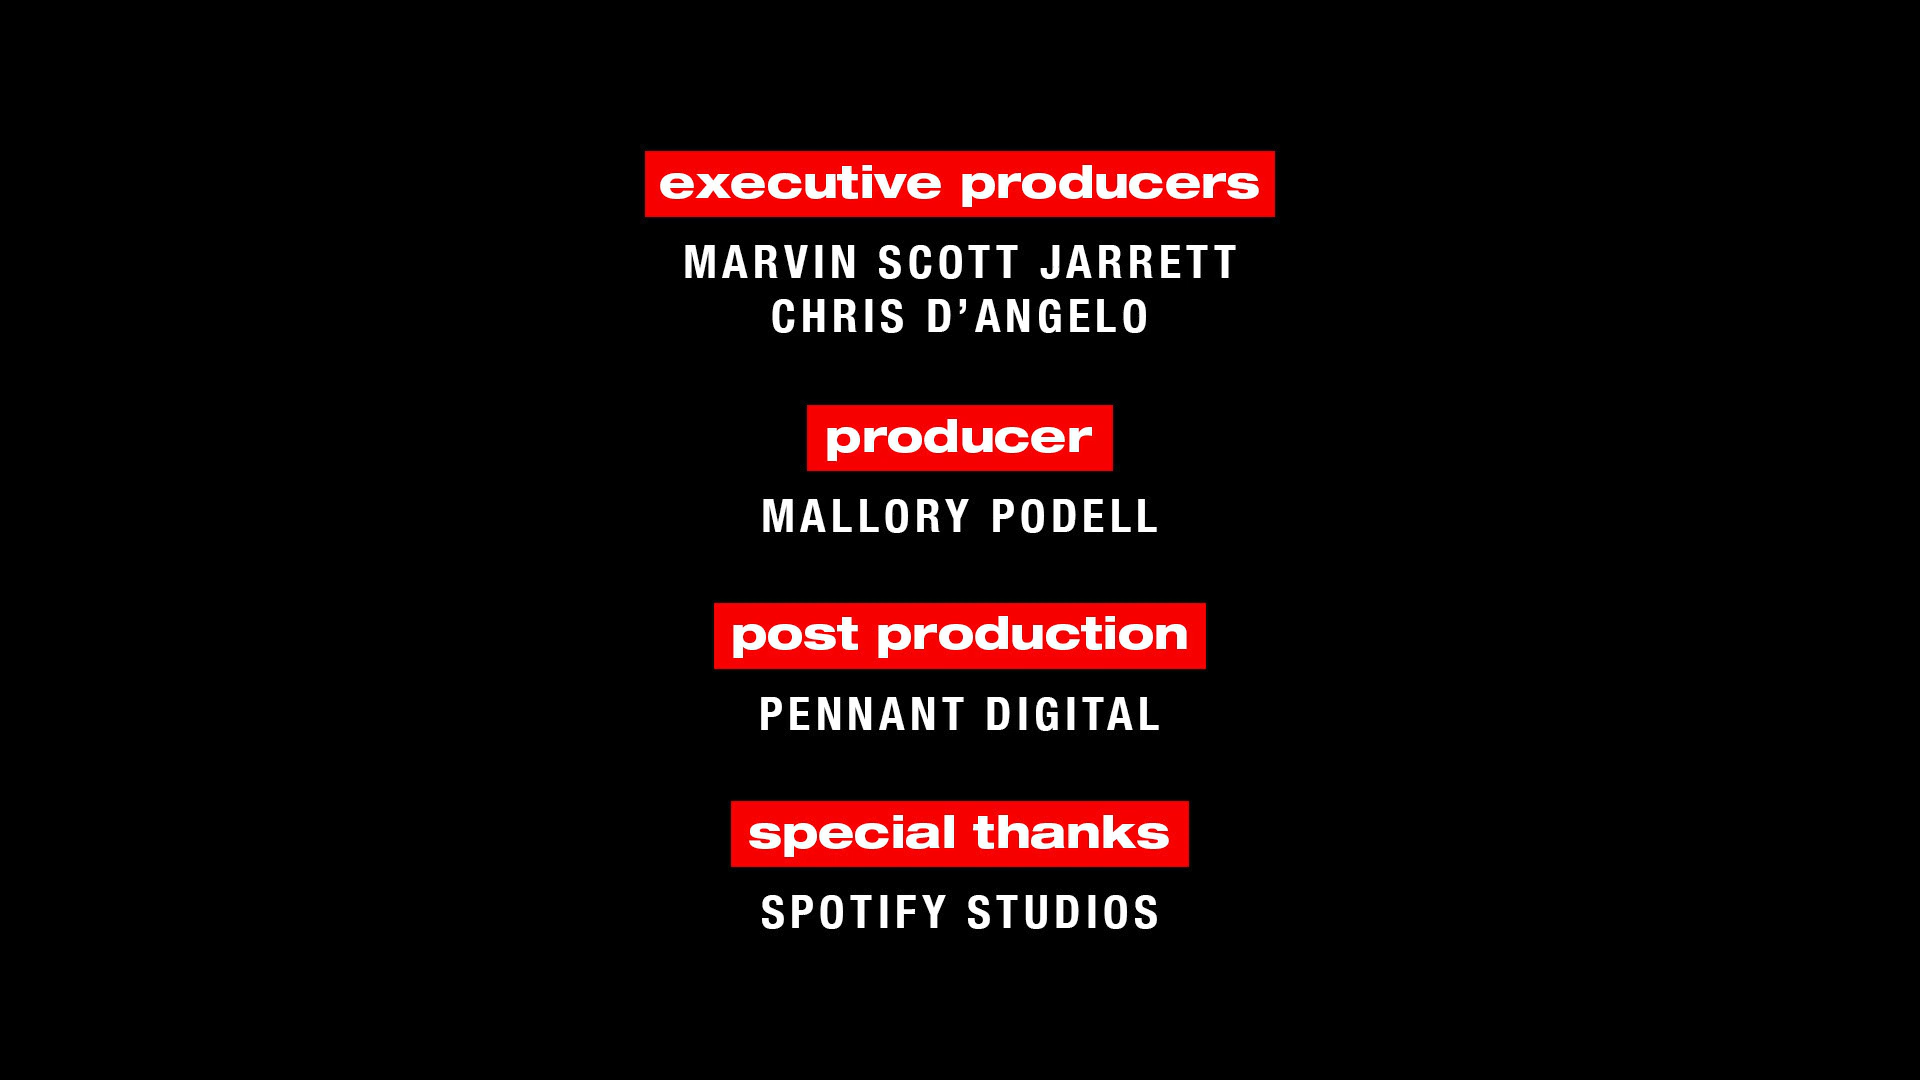 executive producers
MARVIN SCOTT JARRETT
CHRIS D’ANGELO
producer
MALLORY PODELL
post production
PENNANT DIGITAL
special thanks
SPOTIFY STUDIOS